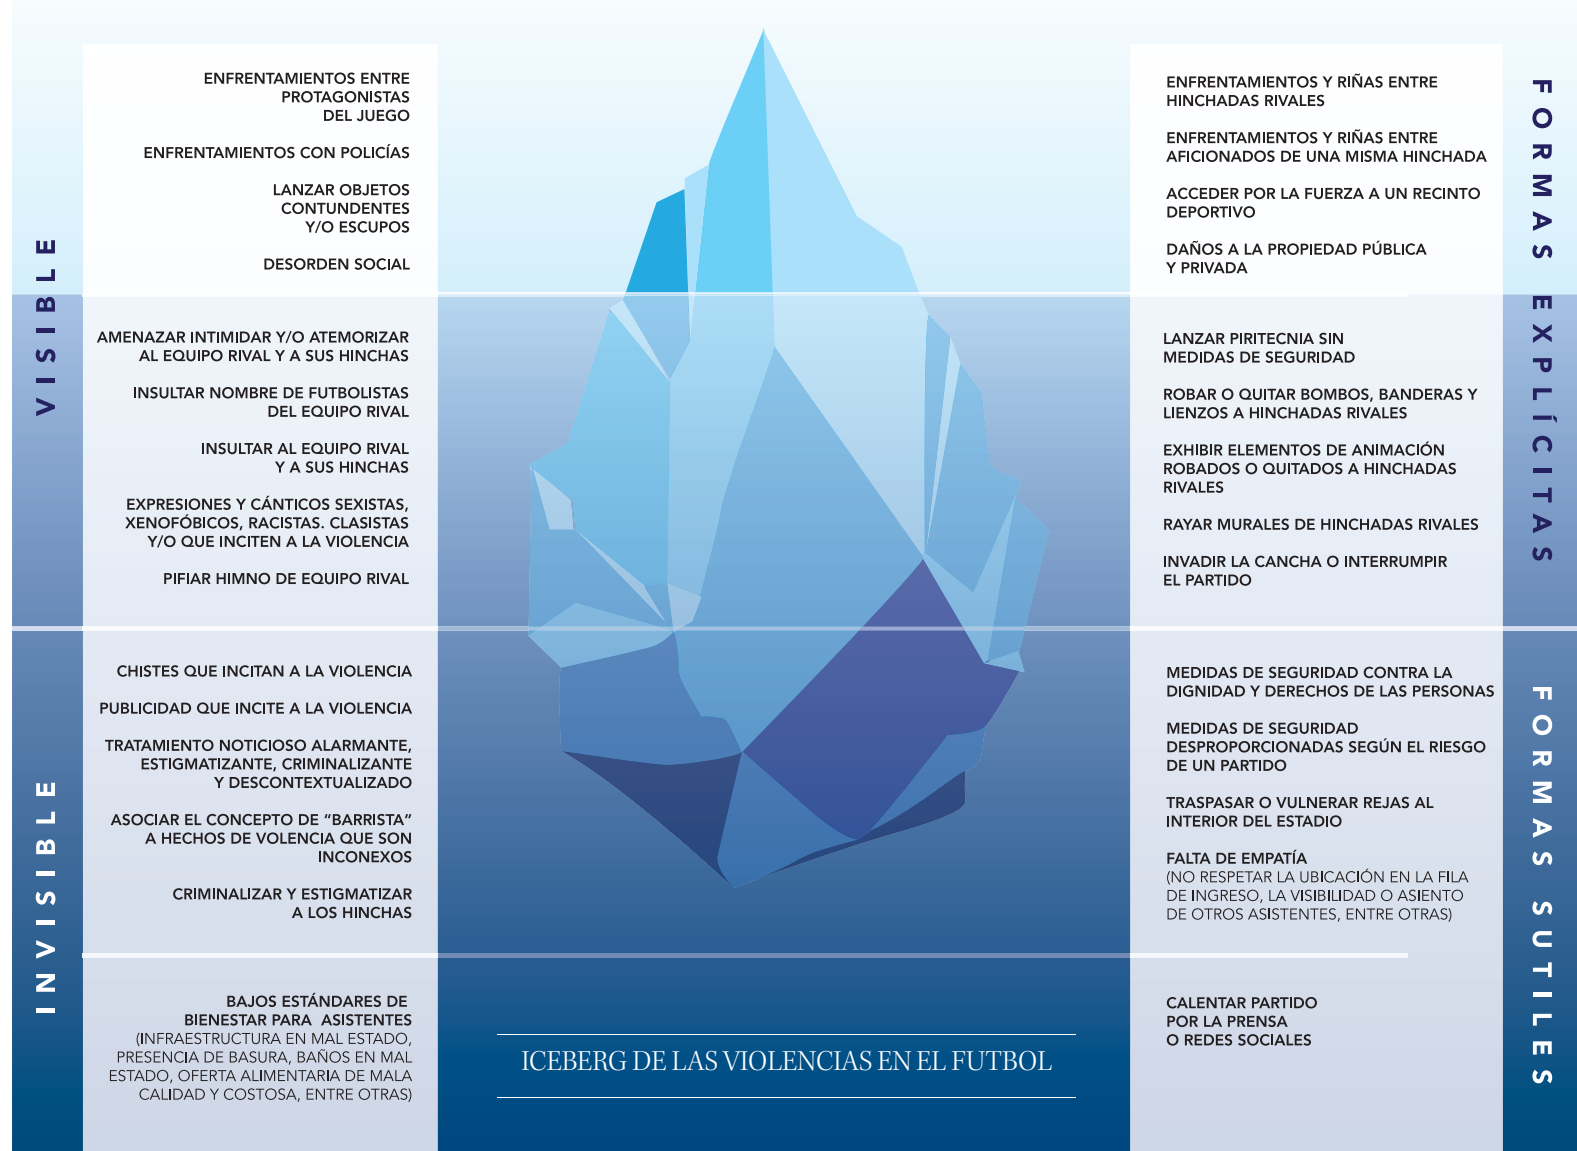 VISIBLE
ENFRENTAMIENTOS ENTRE
PROTAGONISTAS
DEL JUEGO
ENFRENTAMIENTOS CON POLICÍAS
LANZAR OBJETOS
CONTUNDENTES
Y/O ESCUPOS
DESORDEN SOCIAL
AMENAZAR INTIMIDAR Y/O ATEMORIZAR
AL EQUIPO RIVAL Y A SUS HINCHAS
INSULTAR NOMBRE DE FUTBOLISTAS
DEL EQUIPO RIVAL
INSULTAR AL EQUIPO RIVAL
Y A SUS HINCHAS
EXPRESIONES Y CÁNTICOS SEXISTAS,
XENOFÓBICOS, RACISTAS. CLASISTAS
Y/O QUE INCITEN A LA VIOLENCIA
PIFIAR HIMNO DE EQUIPO RIVAL
INVISIBLE
CHISTES QUE INCITAN A LA VIOLENCIA
PUBLICIDAD QUE INCITE A LA VIOLENCIA
TRATAMIENTO NOTICIOSO ALARMANTE,
ESTIGMATIZANTE, CRIMINALIZANTE
Y DESCONTEXTUALIZADO
ASOCIAR EL CONCEPTO DE “BARRISTA”
A HECHOS DE VOLENCIA QUE SON
INCONEXOS
CRIMINALIZAR Y ESTIGMATIZAR
A LOS HINCHAS
BAJOS ESTÁNDARES DE
BIENESTAR PARA ASISTENTES
(INFRAESTRUCTURA EN MAL ESTADO,
PRESENCIA DE BASURA, BAÑOS EN MAL
ESTADO, OFERTA ALIMENTARIA DE MALA
CALIDAD Y COSTOSA, ENTRE OTRAS)
ICEBERG DE LAS VIOLENCIAS EN EL FUTBOL
ENFRENTAMIENTOS Y RIÑAS ENTRE
HINCHADAS RIVALES
ENFRENTAMIENTOS Y RIÑAS ENTRE
AFICIONADOS DE UNA MISMA HINCHADA
ACCEDER POR LA FUERZA A UN RECINTO
DEPORTIVO
DAÑOS A LA PROPIEDAD PÚBLICA
Y PRIVADA
LANZAR PIRITECNIA SIN
MEDIDAS DE SEGURIDAD
ROBAR O QUITAR BOMBOS, BANDERAS Y
LIENZOS A HINCHADAS RIVALES
EXHIBIR ELEMENTOS DE ANIMACIÓN
ROBADOS O QUITADOS A HINCHADAS
RIVALES
RAYAR MURALES DE HINCHADAS RIVALES
INVADIR LA CANCHA O INTERRUMPIR
EL PARTIDO
FORMAS EXPLÍCITAS
MEDIDAS DE SEGURIDAD CONTRA LA
DIGNIDAD Y DERECHOS DE LAS PERSONAS
MEDIDAS DE SEGURIDAD
DESPROPORCIONADAS SEGÚN EL RIESGO
DE UN PARTIDO
TRASPASAR O VULNERAR REJAS AL
INTERIOR DEL ESTADIO
FALTA DE EMPATÍA
(NO RESPETAR LA UBICACIÓN EN LA FILA
DE INGRESO, LA VISIBILIDAD O ASIENTO
DE OTROS ASISTENTES, ENTRE OTRAS)
CALENTAR PARTIDO
POR LA PRENSA
O REDES SOCIALES
FORMAS SUTILES